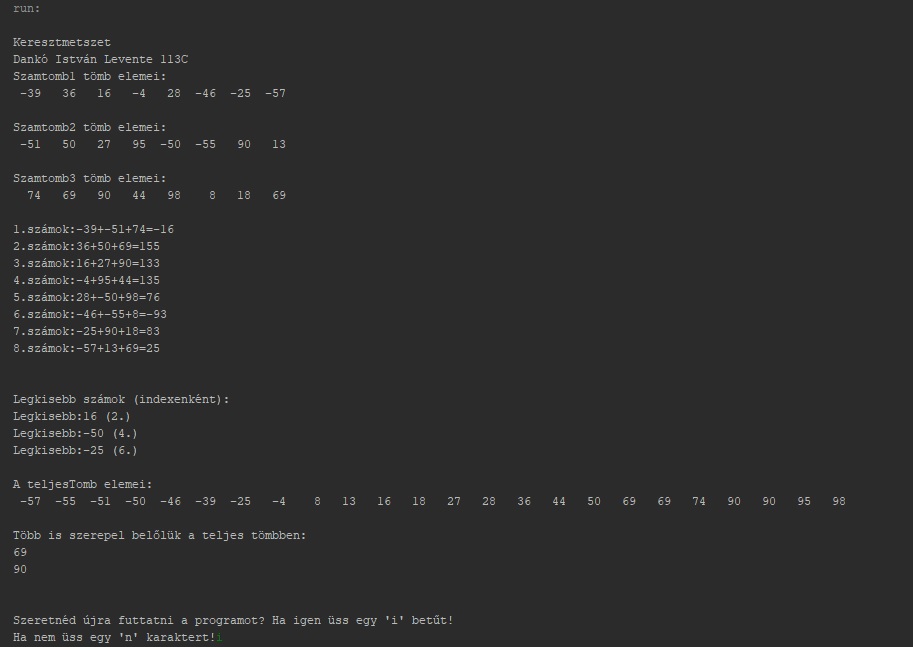 run:
Keresztmetszet
Dankó István Levente 113C
Szamtomb1 tömb elemei:
-39 36 16 -4 28 -46 -25 -57
Szamtomb2 tömb elemei:
-51 50 27 95 -50 -55 90 13
Szamtomb3 tömb elemei:
74 69 90 44 98 8 18 69
1.számok:-39+-51+74=-16
2.számok:36+50+69=155
3.számok:16+27+90=133
4.számok:-4+95+44=135
5.számok:28+-50+98=76
6.számok:-46+-55+8=-93
7.számok:-25+90+18=83
8.számok:-57+13+69=25
Legkisebb számok (indexenként):
Legkisebb:16 (2.)
Legkisebb:-50 (4.)
Legkisebb:-25 (6.)
A teljesTomb elemei:
-57 -55 -51 -50 -46 -39 -25 -4 8 13 16 18 27 28 36 44 50 69 69 74 90 90 95 98
Több is szerepel belőlük a teljes tömbben:
69
90
Szeretnéd újra futtatni a programot? Ha igen üss egy 'i' betűt!
Ha nem üss egy 'n' karaktert!i